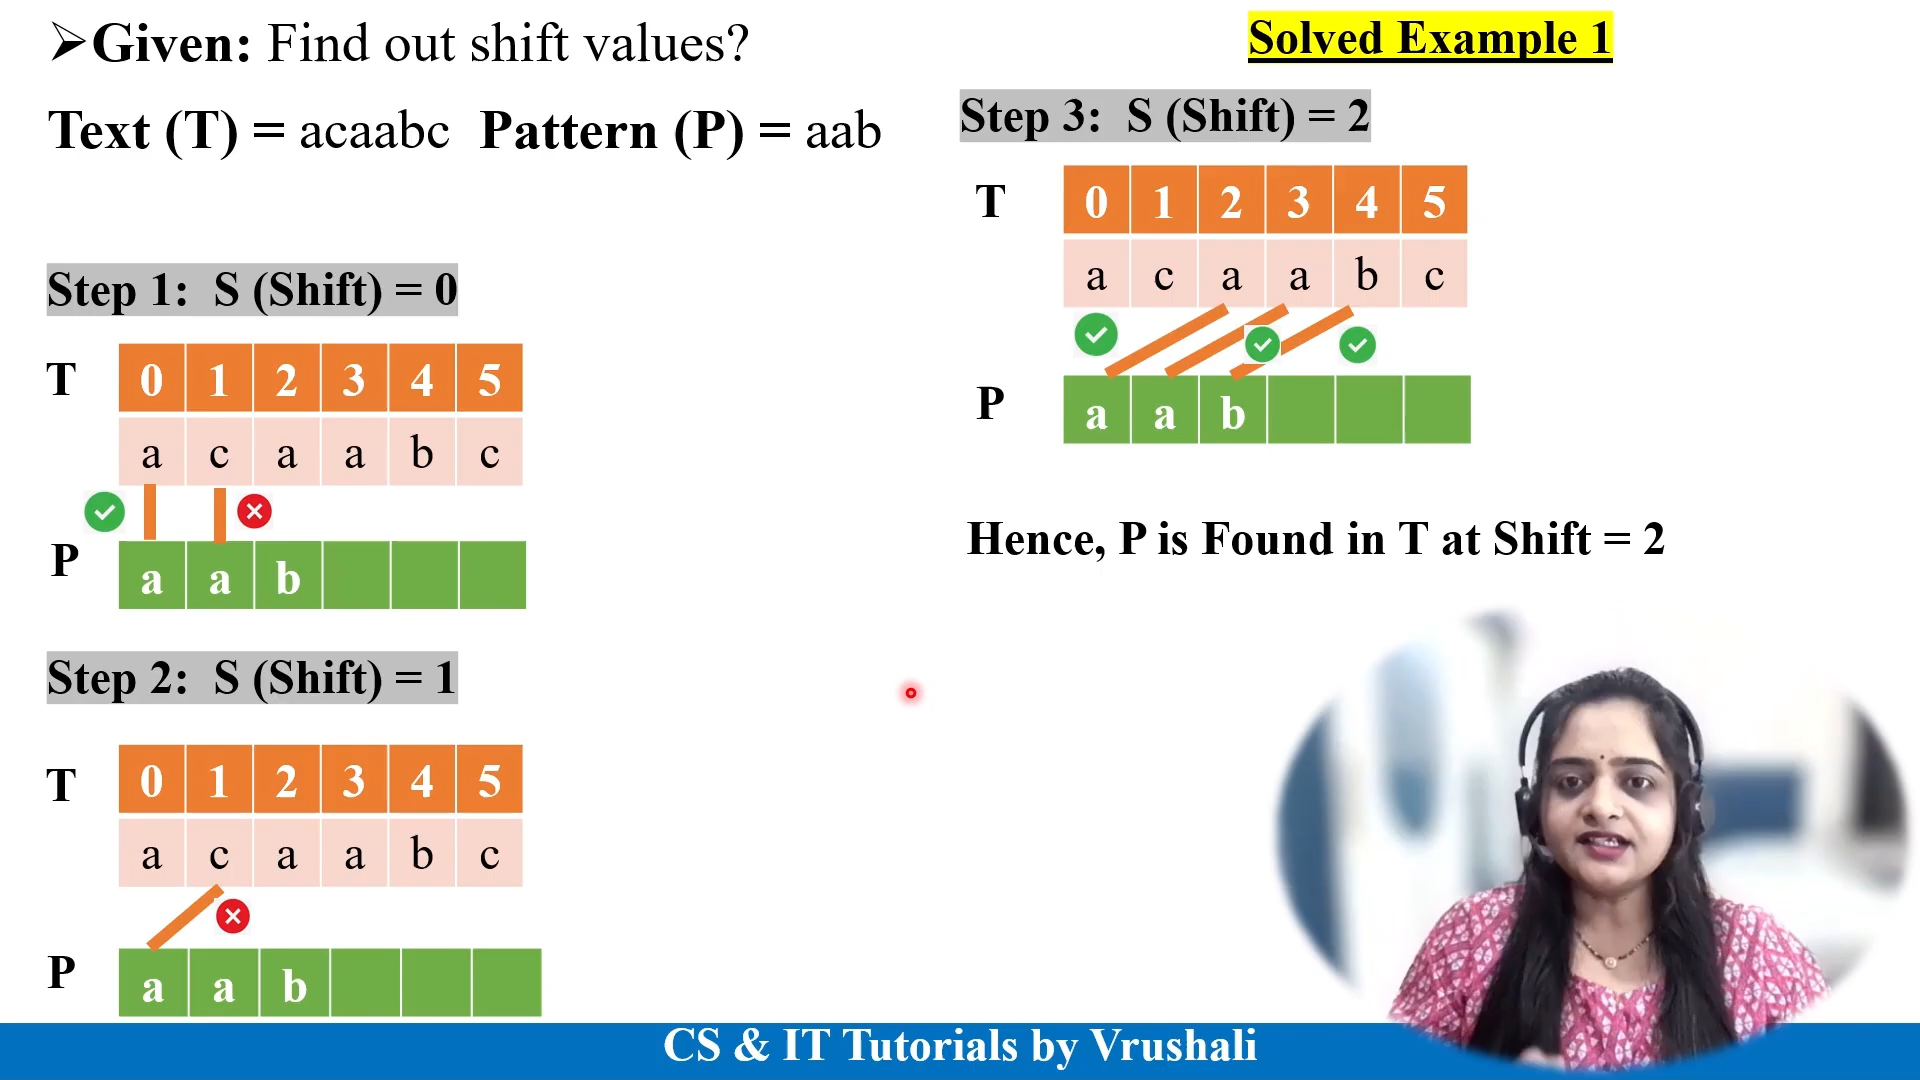 ➢Given: Find out shift values?
Text (T) = acaabc Pattern (P) = aab
Step 1: S (Shift) = 0
T 0 1 2 3 4 5
a c a a b c
P a a b
Step 2: S (Shift) = 1
T 0 1 2 3 4 5
a c a a b c
P a a b
Solved Example 1
Step 3: S (Shift) = 2
T 0 1 2 3 4 5
a c a a b c
P a a b
Hence, P is Found in T at Shift = 2
CS & IT Tutorials by Vrushali